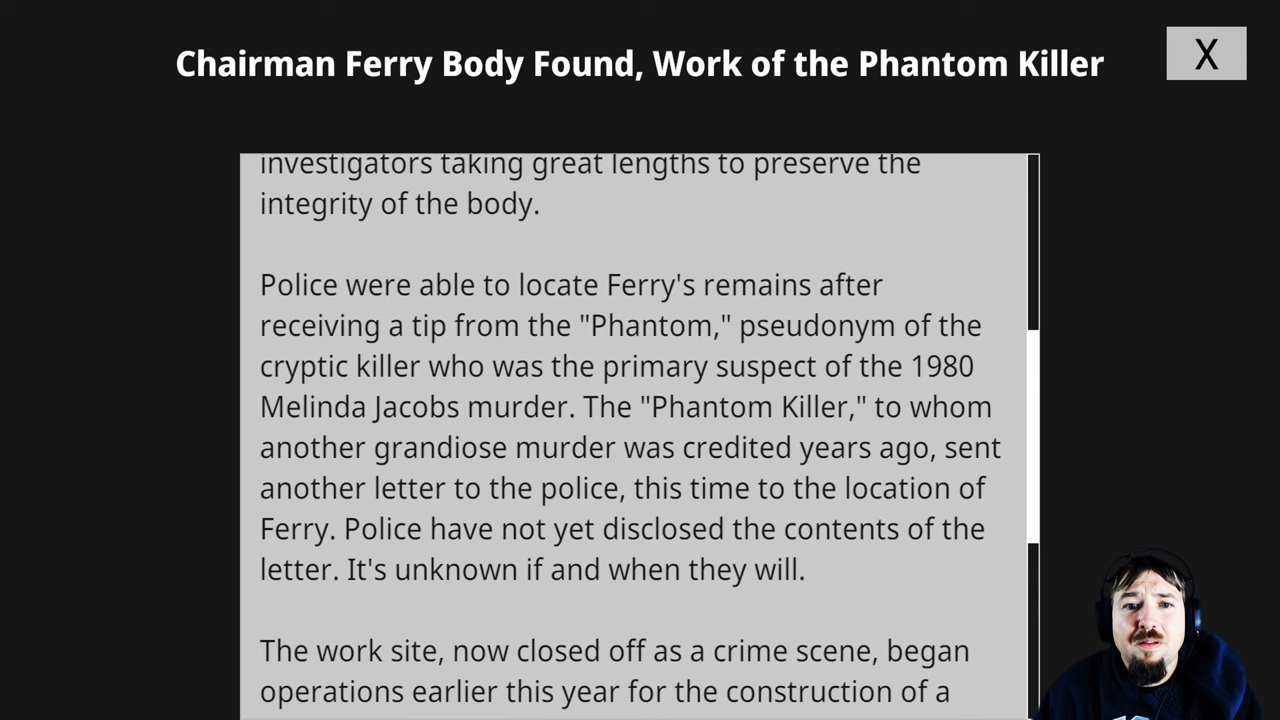 Chairman Ferry Body Found, Work of the Phantom Killer
X
investigators taking great lengths to preserve the
integrity of the body.
Police were able to locate Ferry's remains after
receiving a tip from the "Phantom," pseudonym of the
cryptic killer who was the primary suspect of the 1980
Melinda Jacobs murder. The "Phantom Killer," to whom
another grandiose murder was credited years ago, sent
another letter to the police, this time to the location of
Ferry. Police have not yet disclosed the contents of the
letter. It's unknown if and when they will.
The work site, now closed off as a crime scene, began
operations earlier this year for the construction of a